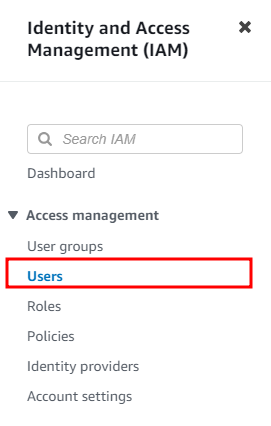 Identity and Access
Management (IAM)
Search IAM
Dashboard
Access management
User groups
Users
Roles
Policies
Identity providers
Account settings